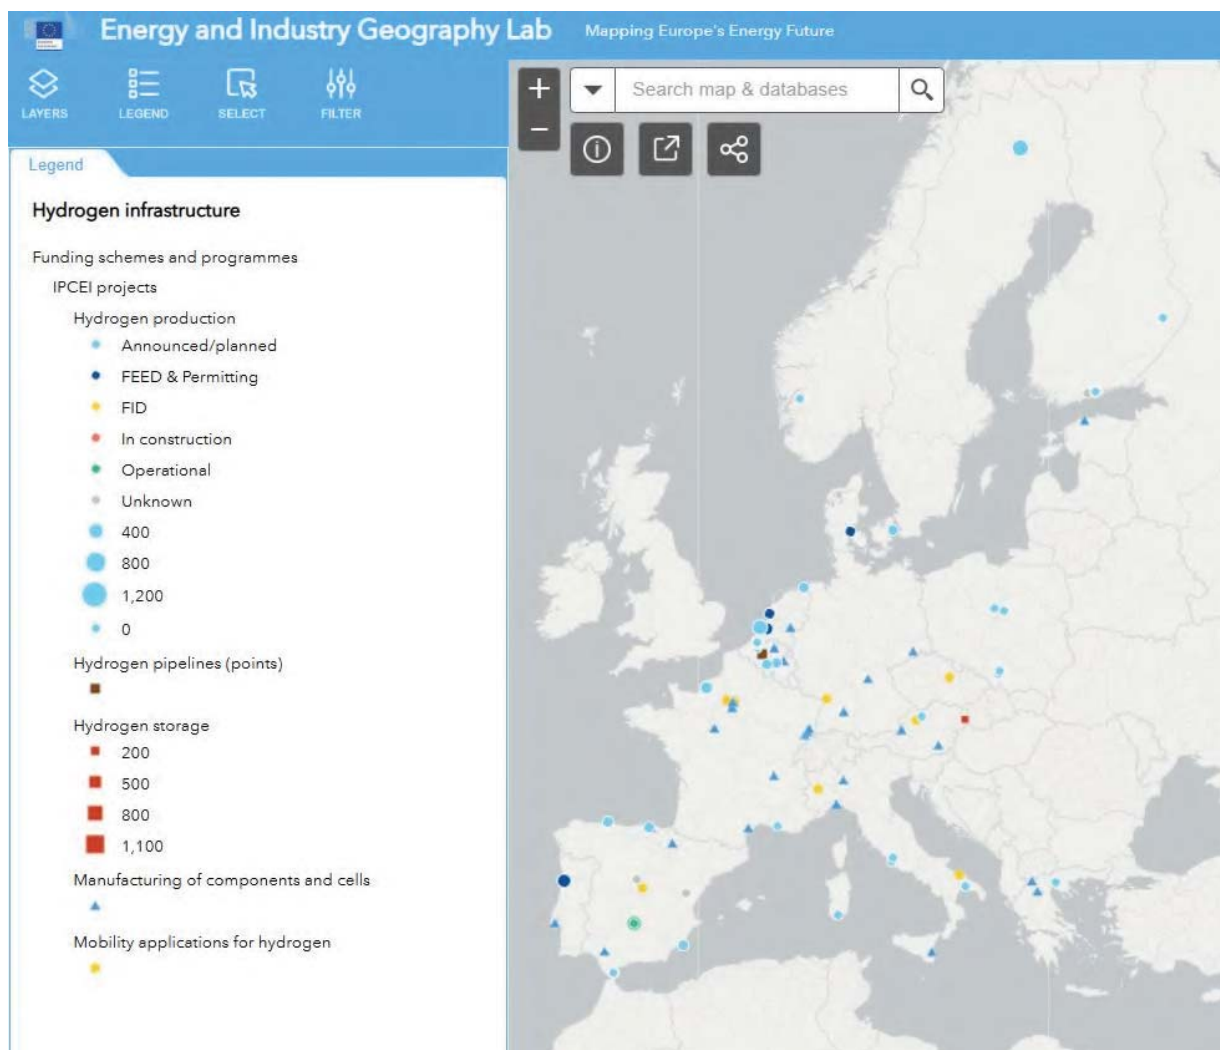 Energy and Industry Geography Lab
Mapping Europe's Energy Future
LAYERS
LEGEND
SELECT
FILTER
+
−
Search map & databases
Legend
Hydrogen infrastructure
Funding schemes and programmes
IPCEI projects
Hydrogen production
Announced/planned
FEED & Permitting
FID
In construction
Operational
Unknown
400
800
1,200
0
Hydrogen pipelines (points)
Hydrogen storage
200
500
800
1,100
Manufacturing of components and cells
Mobility applications for hydrogen